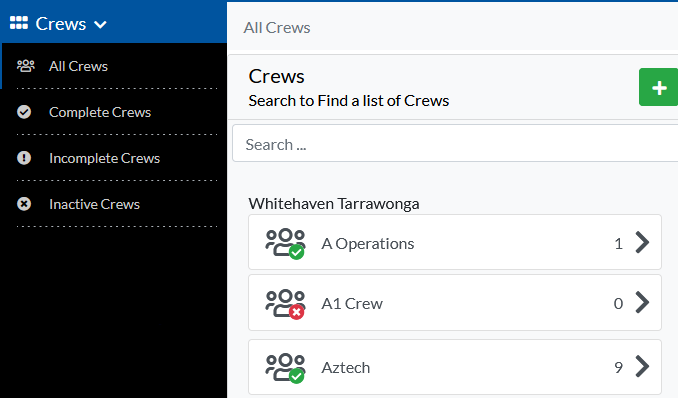 Crews
All Crews
Complete Crews
Incomplete Crews
Inactive Crews
All Crews
Crews
Search to Find a list of Crews
Search ...
Whitehaven Tarrawonga
A Operations 1
A1 Crew 0
Aztech 9